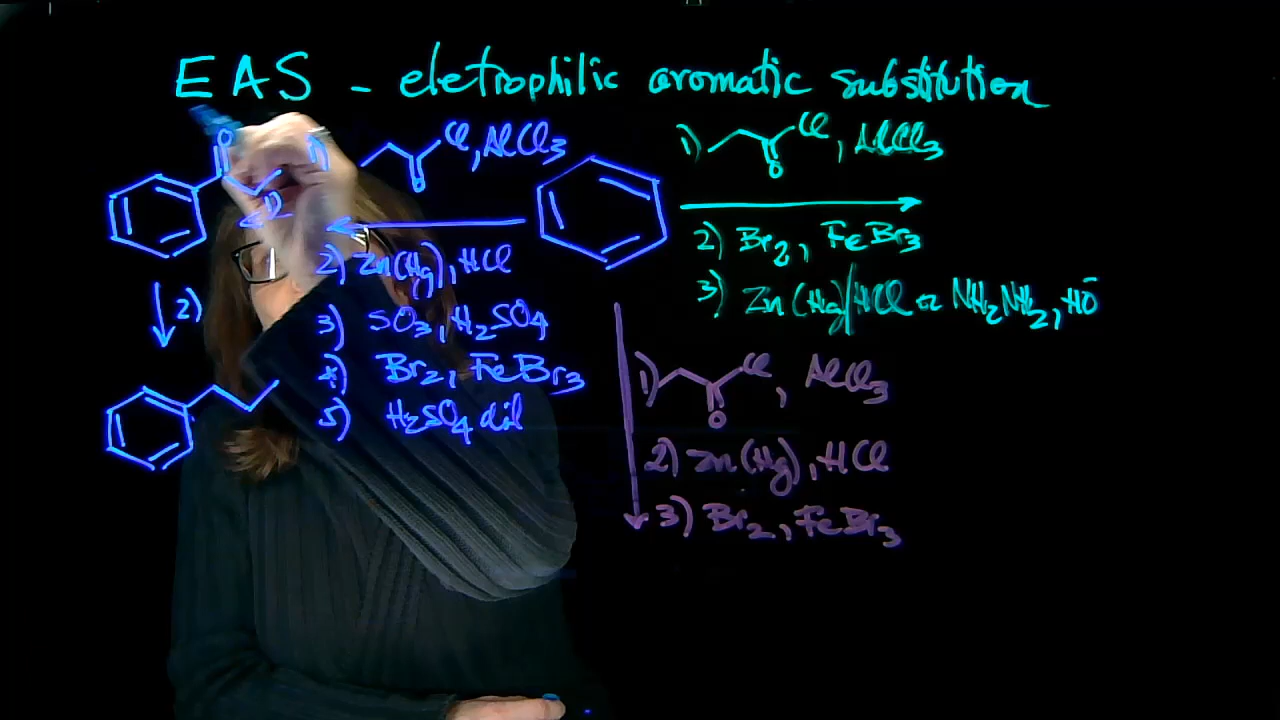 EAS - eletrophilic aromatic substitution
O
1) Cl, AlCl3
O
2) Zn(Hg), HCl
3) SO3, H2SO4
4) Br2, FeBr3
5) H2SO4 dil
2)
1) Cl, AlCl3
O
2) Br2, FeBr3
3) Zn(Hg)/HCl or NH2NH2, HO-
1) Cl, AlCl3
O
2) Zn(Hg), HCl
3) Br2, FeBr3